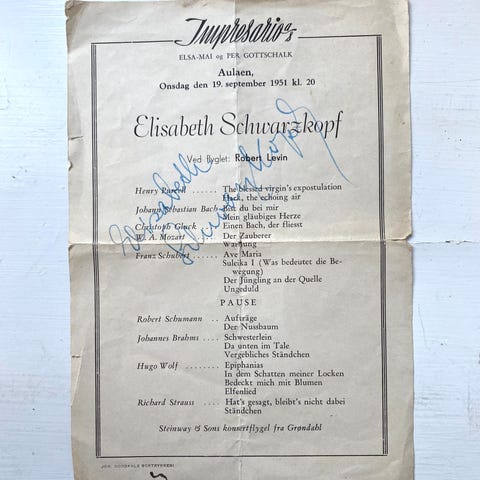 Impresario a/s
ELSA-MAI og PER GOTTSCHALK
Aulaen,
Onsdag den 19. september 1951 kl. 20
Elisabeth Schwarzkopf
Ved flyglet: Robert Levin
Henry Purcell ...... The blessed virgin's expostulation
Hark, the echoing air
Johann Sebastian Bach Bist du bei mir
Mein gläubiges Herze
Christoph Gluck .... Einen Bach, der fliesst
W. A. Mozart Der Zauberer
Warnung
Franz Schubert .... Ave Maria
Suleika I (Was bedeutet die Be-
wegung)
Der Jüngling an der Quelle
Ungeduld
PAUSE
Robert Schumann .. Aufträge
Der Nussbaum
Johannes Brahms .... Schwesterlein
Da unten im Tale
Vergebliches Ständchen
Hugo Wolf ........ Epiphanias
In dem Schatten meiner Locken
Bedeckt mich mit Blumen
Elfenlied
Richard Strauss .... Hat's gesagt, bleibt's nicht dabei
Ständchen
Steinway & Sons konsertflygel fra Grøndahl
Elisabeth
Schwarzkopf